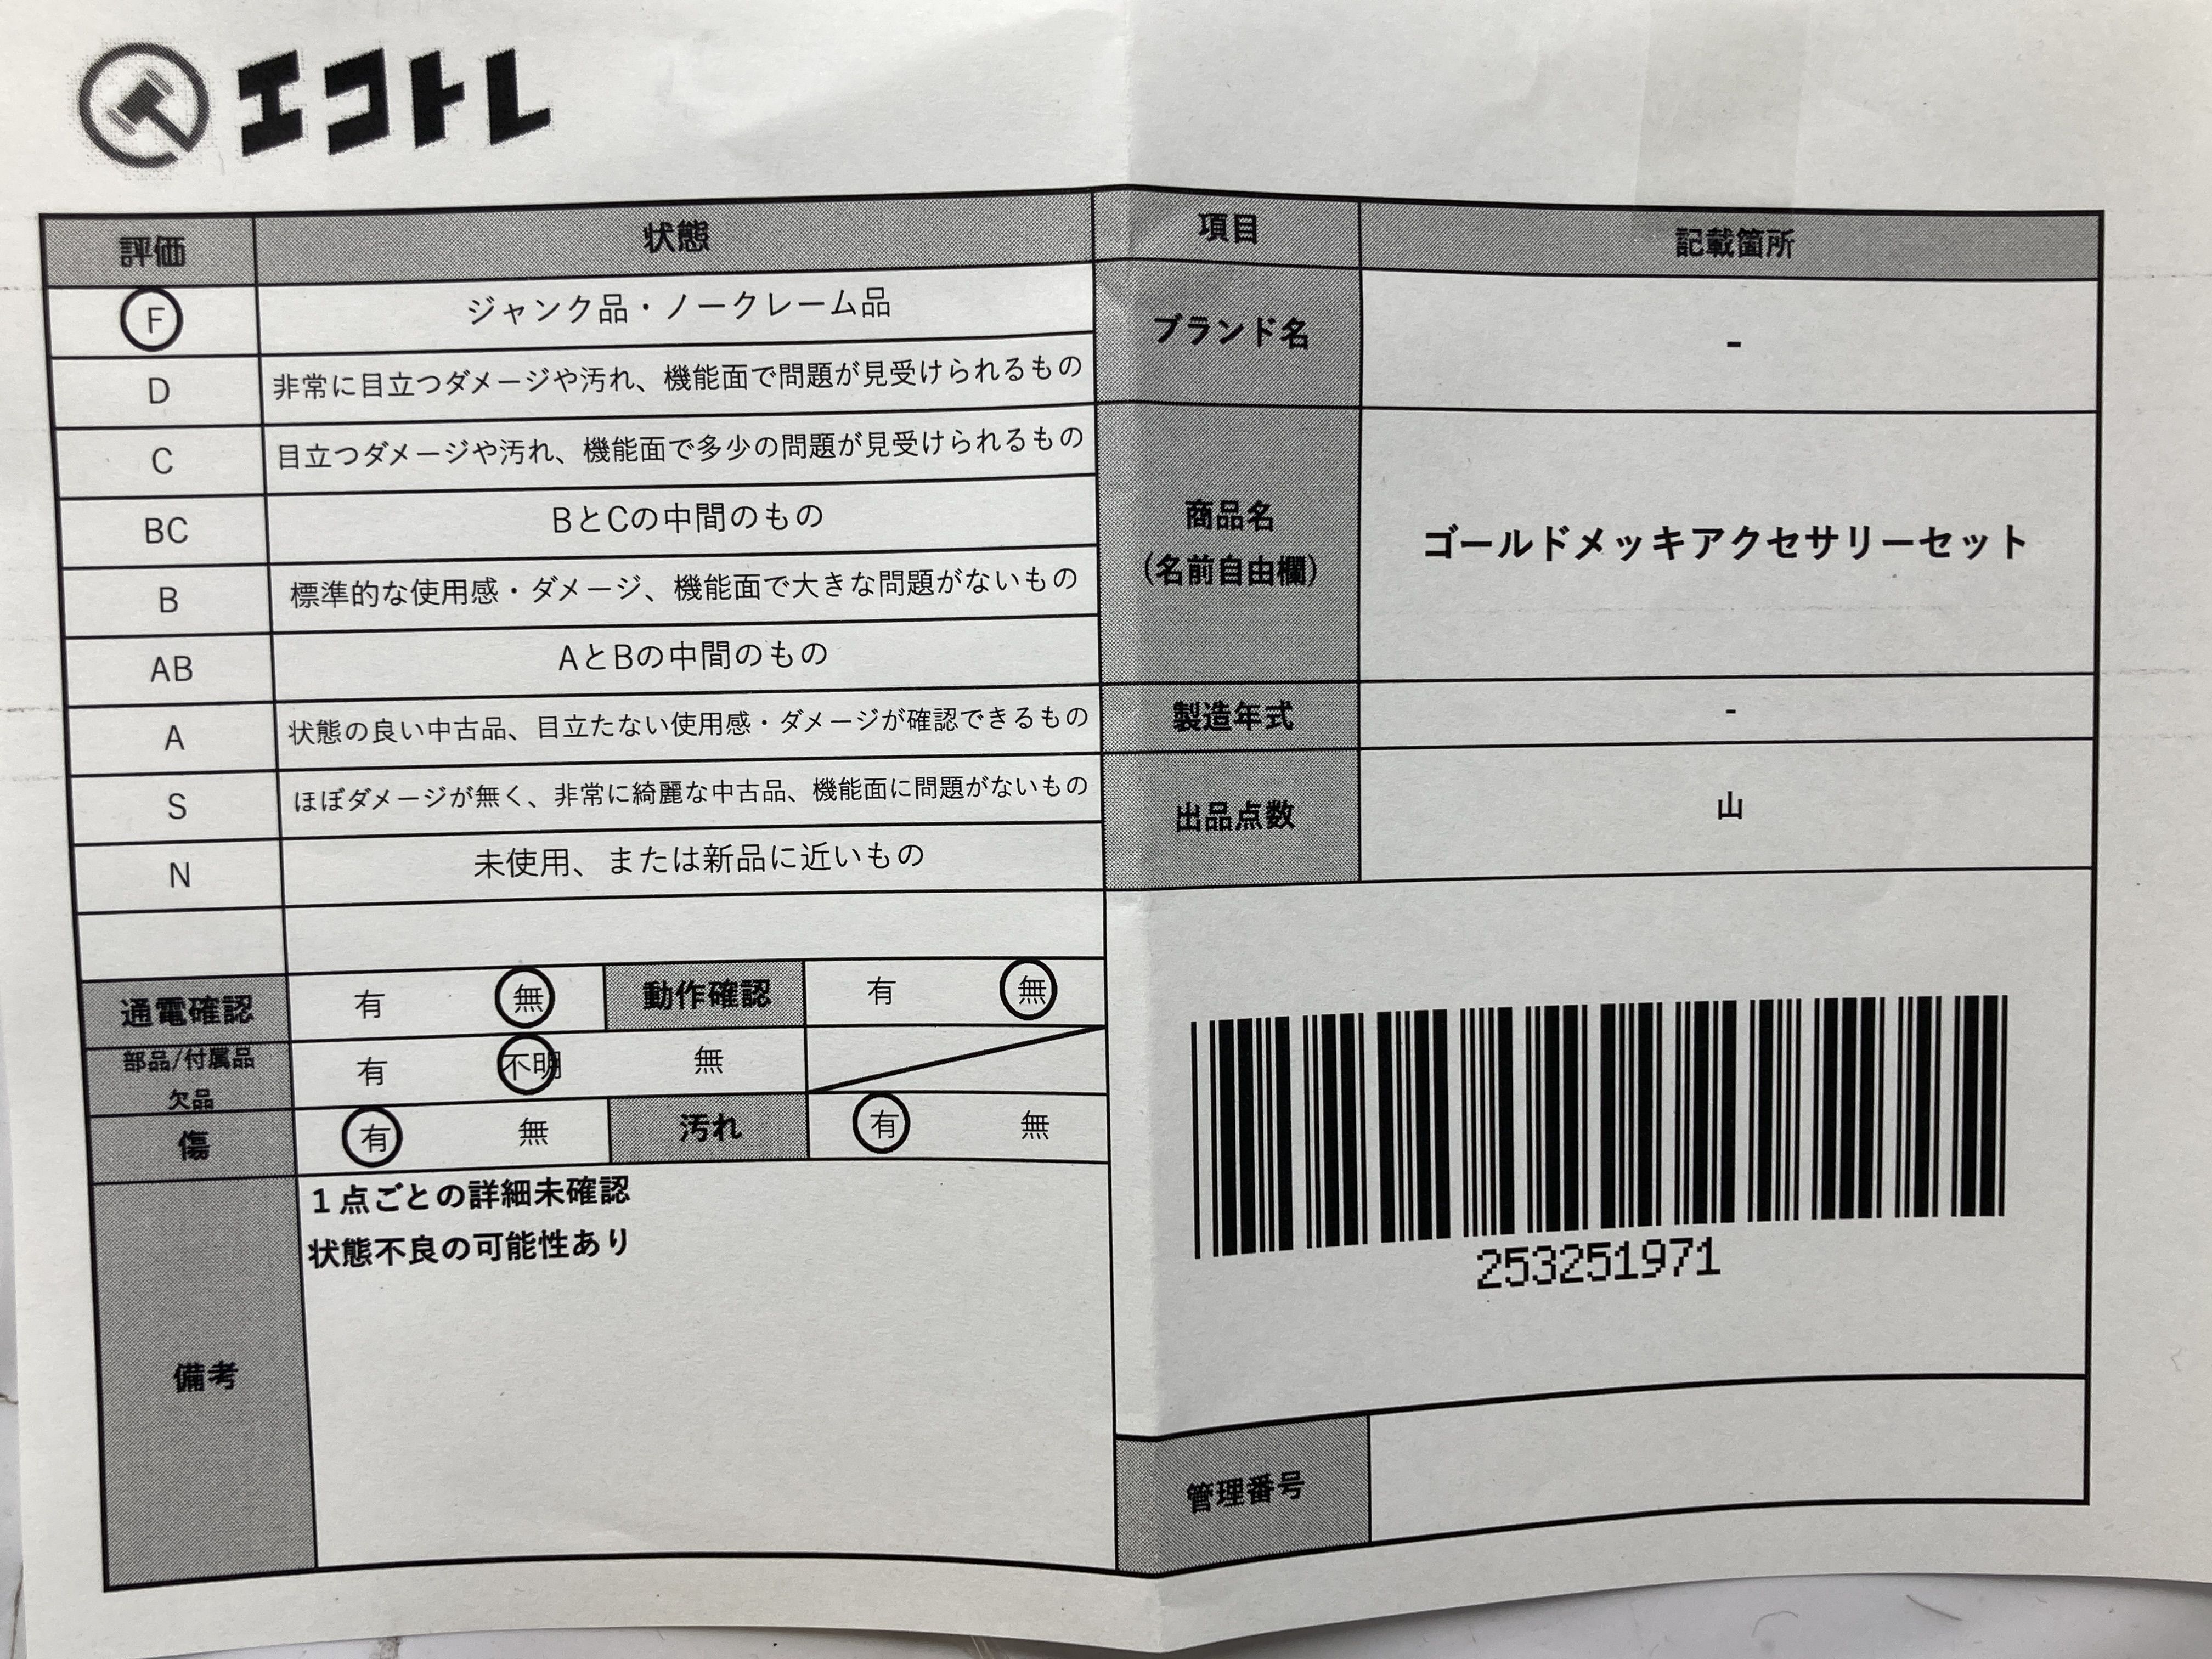 エコトレ
評価 状態 項目 記載箇所
F ジャンク品・ノークレーム品
D 非常に目立つダメージや汚れ、機能面で問題が見受けられるもの
C 目立つダメージや汚れ、機能面で多少の問題が見受けられるもの
BC BとCの中間のもの
B 標準的な使用感・ダメージ、機能面で大きな問題がないもの
AB AとBの中間のもの
A 状態の良い中古品、目立たない使用感・ダメージが確認できるもの
S ほぼダメージが無く、非常に綺麗な中古品、機能面に問題がないもの
N 未使用、または新品に近いもの
通電確認 有 無 動作確認 有 無
部品/付属品
欠品
有 不明 無
傷 有 無 汚れ 有 無
備考
1点ごとの詳細未確認
状態不良の可能性あり
ブランド名 -
商品名
(名前自由欄)
ゴールドメッキアクセサリーセット
製造年式 -
出品点数 山
253251971
管理番号